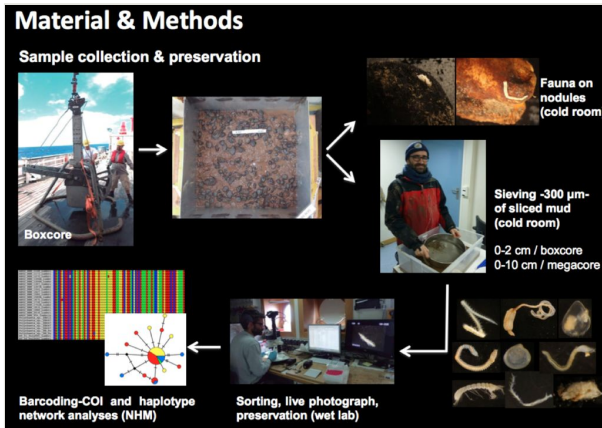 Material & Methods
Sample collection & preservation
Boxcore
Fauna on
nodules
(cold room)
Sieving -300 µm-
of sliced mud
(cold room)
0-2 cm / boxcore
0-10 cm / megacore
Sorting, live photograph,
preservation (wet lab)
Barcoding-COI and haplotype
network analyses (NHM)